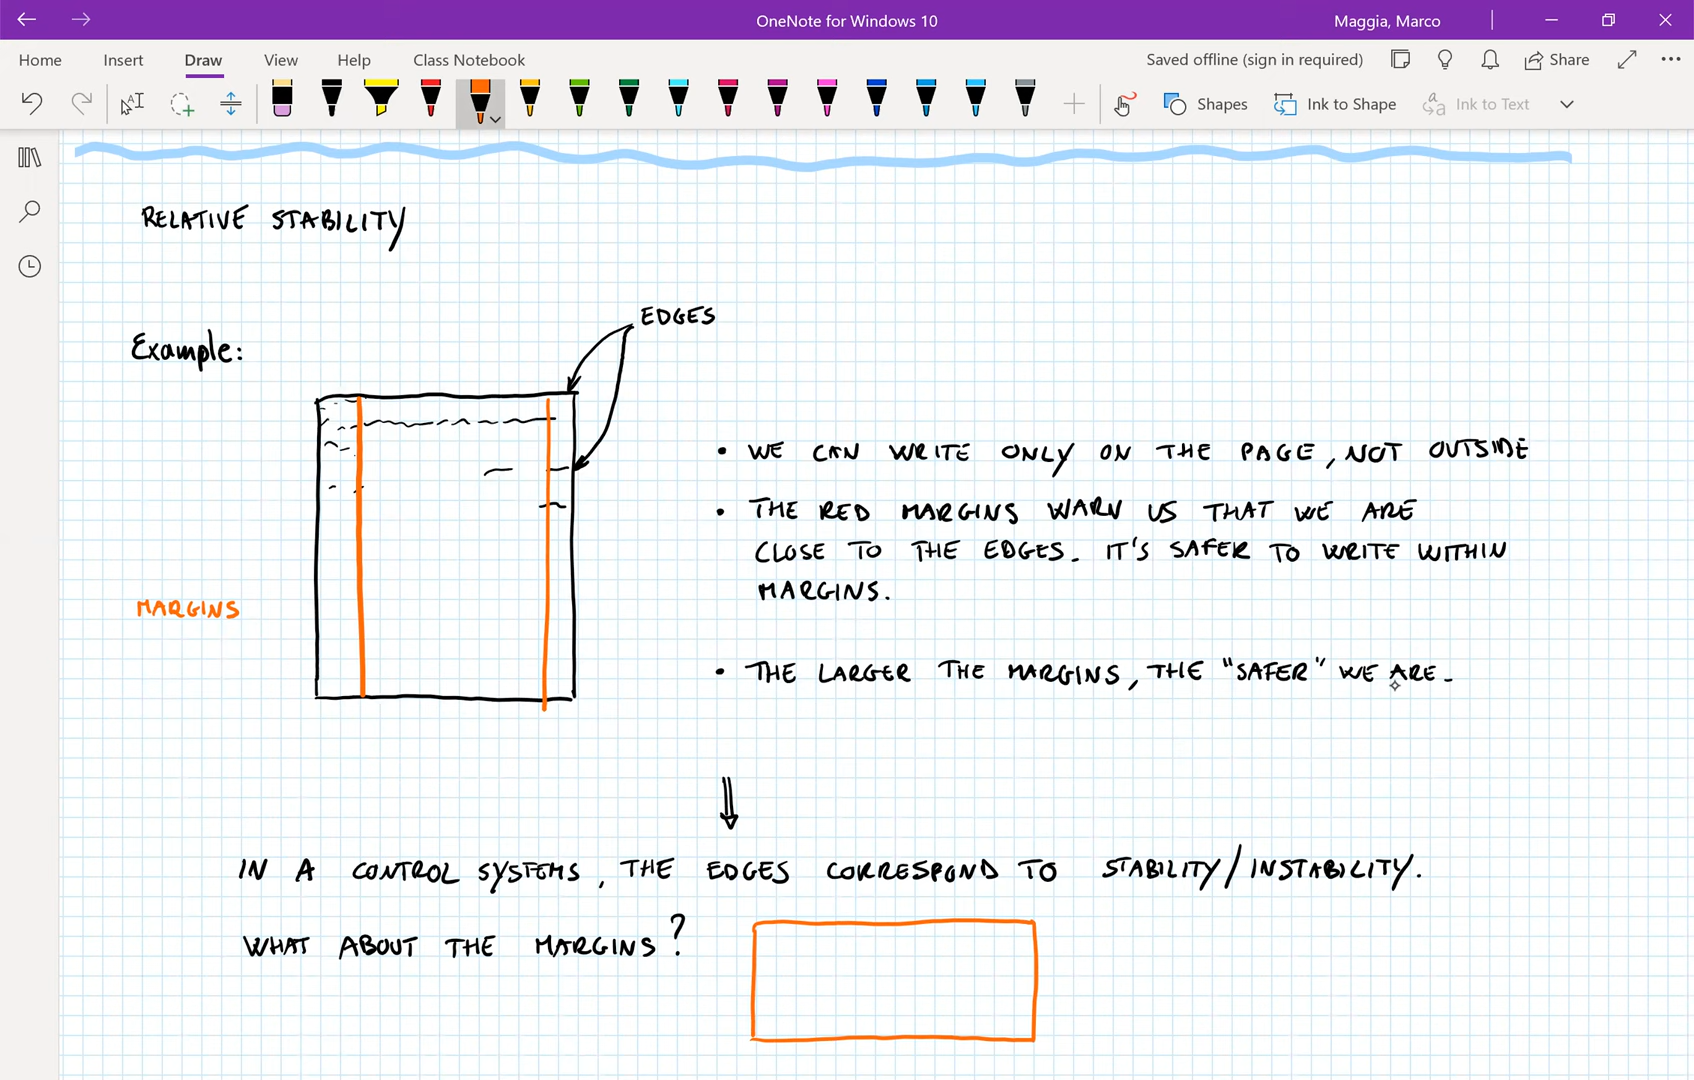 OneNote for Windows 10
Maggia, Marco
Home Insert Draw View Help Class Notebook
Saved offline (sign in required) Share
Shapes Ink to Shape Ink to Text
RELATIVE STABILITY
EDGES
Example:
• WE CAN WRITE ONLY ON THE PAGE, NOT OUTSIDE
• THE RED MARGINS WARN US THAT WE ARE
CLOSE TO THE EDGES. IT'S SAFER TO WRITE WITHIN
MARGINS.
MARGINS
• THE LARGER THE MARGINS, THE "SAFER" WE ARE.
IN A CONTROL SYSTEMS, THE EDGES CORRESPOND TO STABILITY/INSTABILITY.
WHAT ABOUT THE MARGINS?